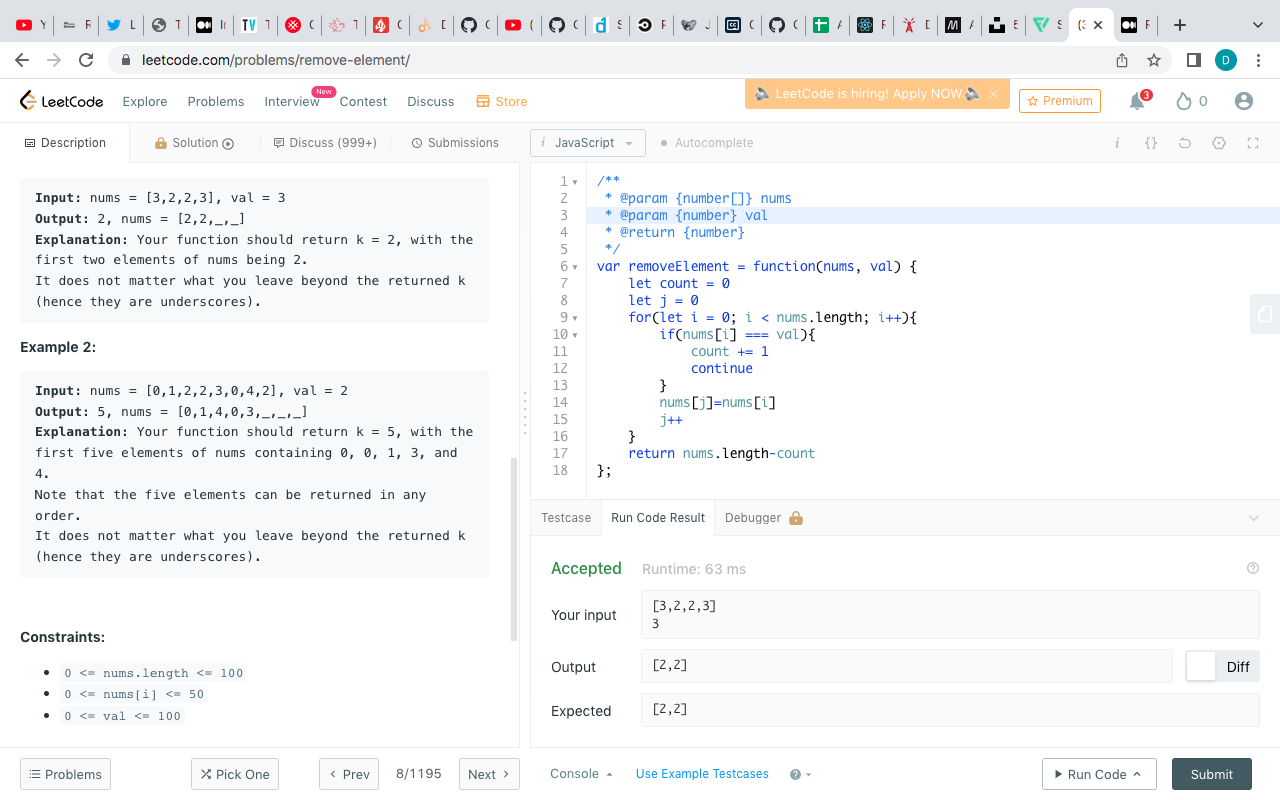 leetcode.com/problems/remove-element/
D
LeetCode
Explore
Problems
Interview
New
Contest
Discuss
Store
LeetCode is hiring! Apply NOW.
×
Premium
3
0
Description
Solution
Discuss (999+)
Submissions
i
JavaScript
Autocomplete
i
{}
Input: nums = [3,2,2,3], val = 3
Output: 2, nums = [2,2,_,_]
Explanation: Your function should return k = 2, with the
first two elements of nums being 2.
It does not matter what you leave beyond the returned k
(hence they are underscores).
Example 2:
Input: nums = [0,1,2,2,3,0,4,2], val = 2
Output: 5, nums = [0,1,4,0,3,_,_,_]
Explanation: Your function should return k = 5, with the
first five elements of nums containing 0, 0, 1, 3, and
4.
Note that the five elements can be returned in any
order.
It does not matter what you leave beyond the returned k
(hence they are underscores).
Constraints:
0 <= nums.length <= 100
0 <= nums[i] <= 50
0 <= val <= 100
1 /**
2 * @param {number[]} nums
3 * @param {number} val
4 * @return {number}
5 */
6 var removeElement = function(nums, val) {
7 let count = 0
8 let j = 0
9 for(let i = 0; i < nums.length; i++){
10 if(nums[i] === val){
11 count += 1
12 continue
13 }
14 nums[j]=nums[i]
15 j++
16 }
17 return nums.length-count
18 };
Testcase
Run Code Result
Debugger
Accepted
Runtime: 63 ms
Your input
[3,2,2,3]
3
Output
[2,2]
Diff
Expected
[2,2]
Problems
Pick One
Prev
8/1195
Next
Console
Use Example Testcases
Run Code
Submit